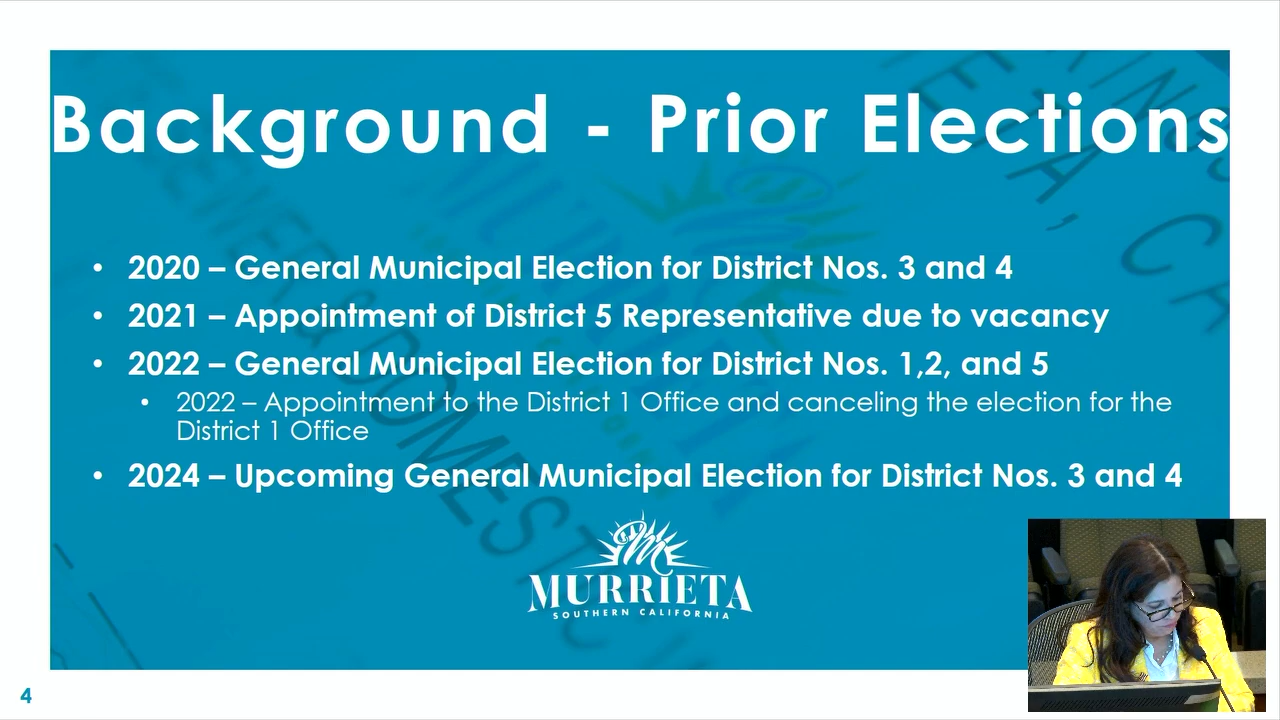 Background - Prior Elections
• 2020 – General Municipal Election for District Nos. 3 and 4
• 2021 – Appointment of District 5 Representative due to vacancy
• 2022 – General Municipal Election for District Nos. 1,2, and 5
• 2022 – Appointment to the District 1 Office and canceling the election for the
District 1 Office
• 2024 – Upcoming General Municipal Election for District Nos. 3 and 4
MURRIETA
SOUTHERN CALIFORNIA
4